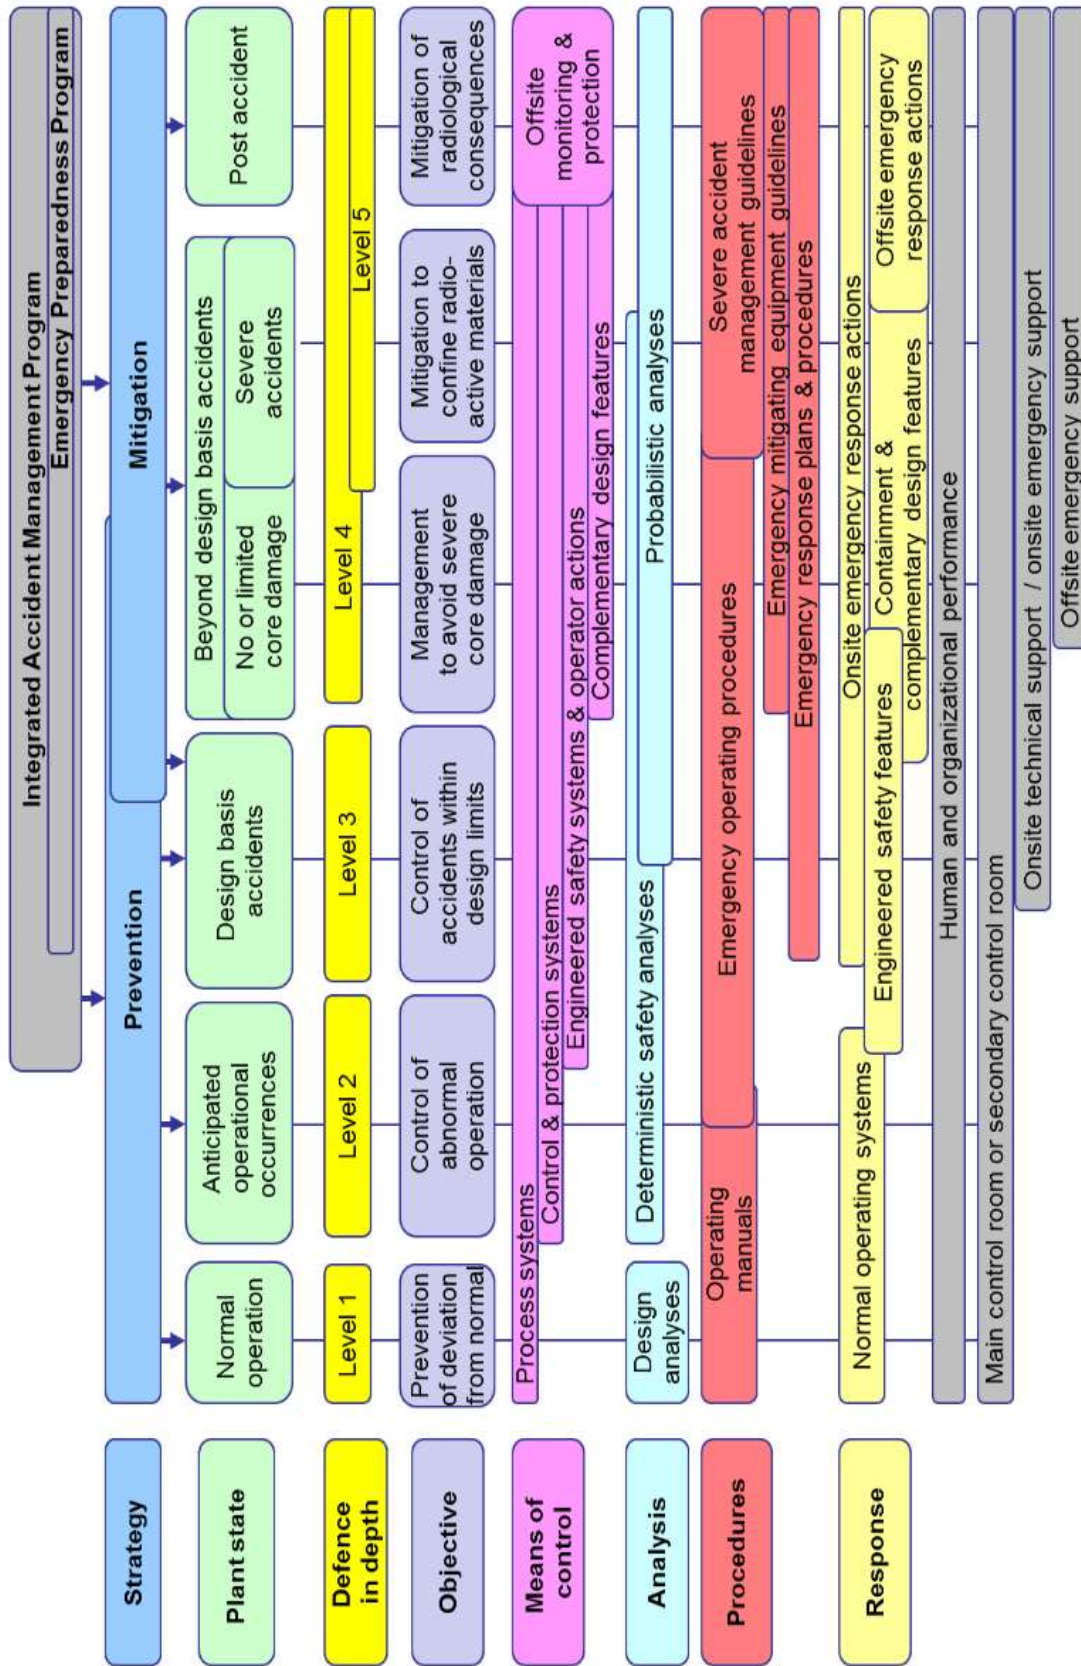 Integrated Accident Management Program
Emergency Preparedness Program
Strategy
Prevention
Mitigation
Plant state
Normal
operation
Anticipated
operational
occurrences
Design basis
accidents
Beyond design basis accidents
No or limited
core damage
Severe
accidents
Post accident
Defence
in depth
Level 1
Level 2
Level 3
Level 4
Level 5
Objective
Prevention
of deviation
from normal
Control of
abnormal
operation
Control of
accidents within
design limits
Management
to avoid severe
core damage
Mitigation to
confine radio-
active materials
Mitigation of
radiological
consequences
Means of
control
Process systems
Control & protection systems
Engineered safety systems & operator actions
Complementary design features
Offsite
monitoring &
protection
Analysis
Design
analyses
Deterministic safety analyses
Probabilistic analyses
Procedures
Operating
manuals
Emergency operating procedures
Severe accident
management guidelines
Emergency mitigating equipment guidelines
Emergency response plans & procedures
Response
Normal operating systems
Engineered safety features
Onsite emergency response actions
Containment &
complementary design features
Offsite emergency
response actions
Human and organizational performance
Main control room or secondary control room
Onsite technical support / onsite emergency support
Offsite emergency support